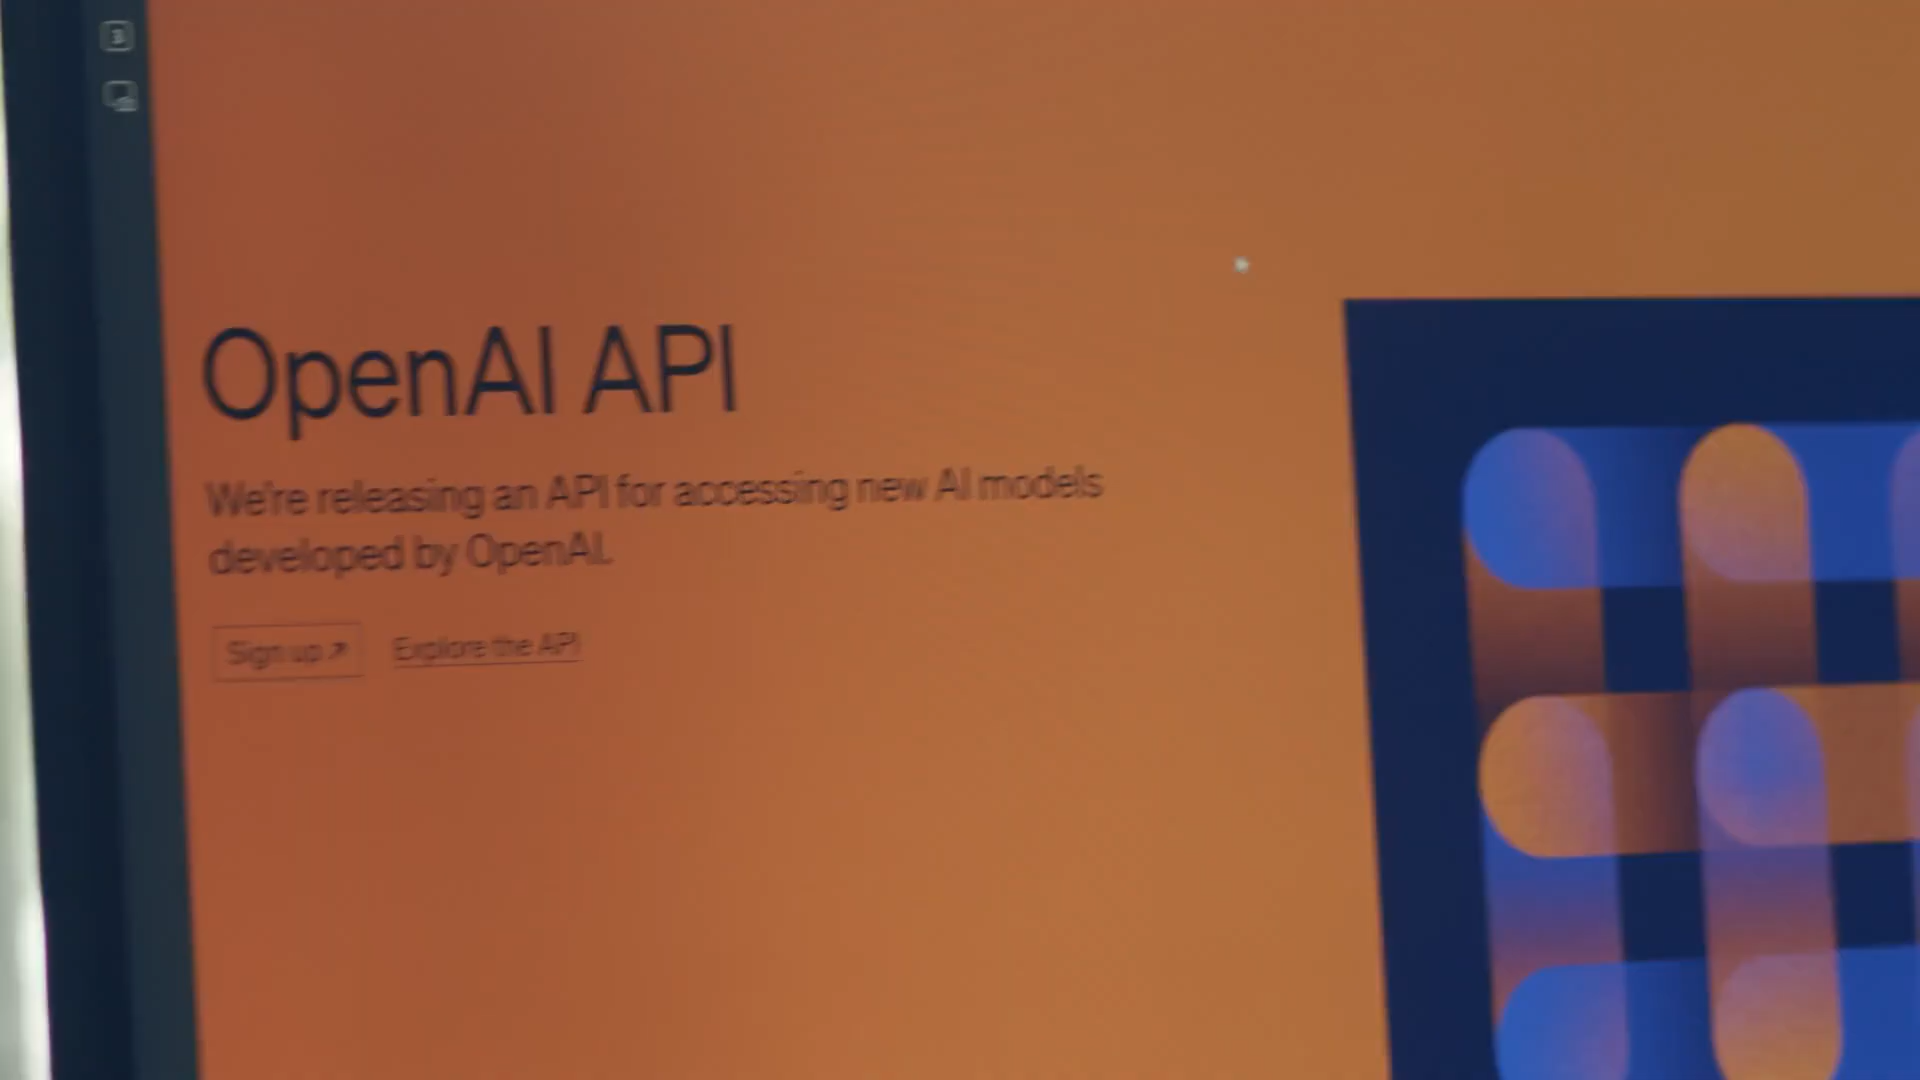 OpenAI API
We're releasing an API for accessing new AI models
developed by OpenAI.
Sign up ↗
Explore the API